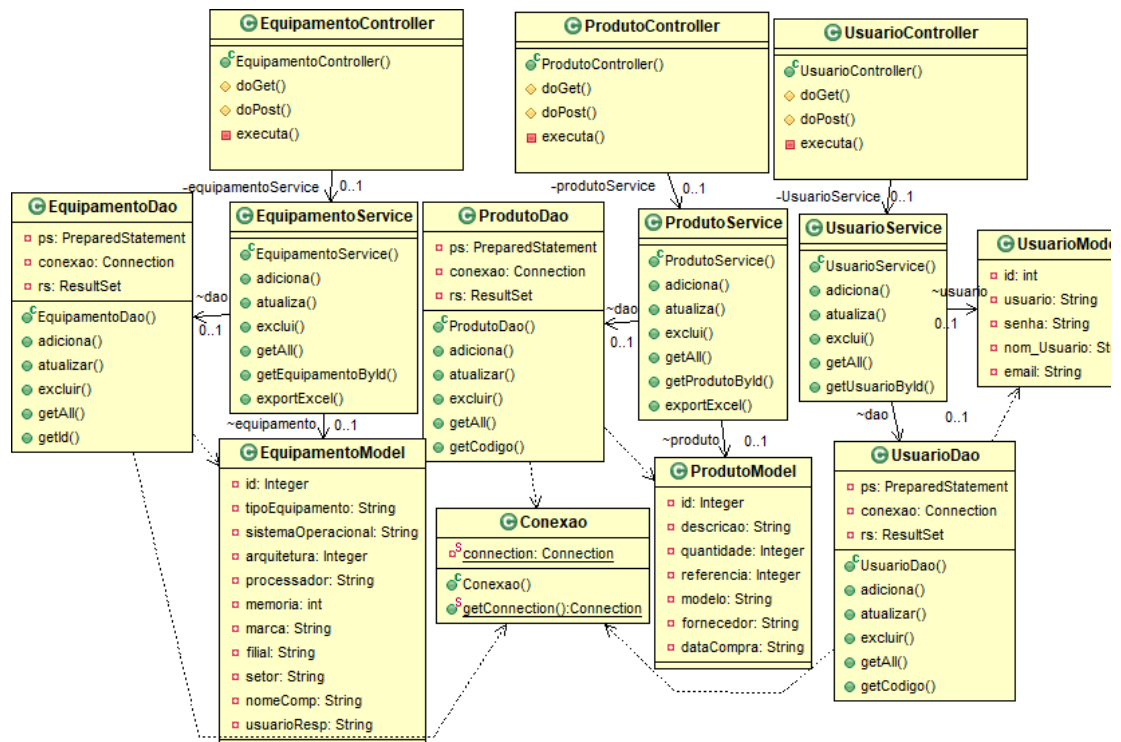 EquipamentoController
EquipamentoController()
doGet()
doPost()
executa()
ProdutoController
ProdutoController()
doGet()
doPost()
executa()
UsuarioController
UsuarioController()
doGet()
doPost()
executa()
-equipamentoService 0..1
-produtoService 0..1
-UsuarioService 0..1
EquipamentoDao
ps: PreparedStatement
conexao: Connection
rs: ResultSet
EquipamentoDao()
adiciona()
atualizar()
excluir()
getAll()
getId()
~dao
0..1
EquipamentoService
EquipamentoService()
adiciona()
atualiza()
exclui()
getAll()
getEquipamentoById()
exportExcel()
~equipamento 0..1
ProdutoDao
ps: PreparedStatement
conexao: Connection
rs: ResultSet
ProdutoDao()
adiciona()
atualizar()
excluir()
getAll()
getCodigo()
~dao
0..1
ProdutoService
ProdutoService()
adiciona()
atualiza()
exclui()
getAll()
getProdutoById()
exportExcel()
~produto 0..1
UsuarioService
UsuarioService()
adiciona()
atualiza()
exclui()
getAll()
getUsuarioById()
~usuario
0..1
~dao 0..1
UsuarioMode
id: int
usuario: String
senha: String
nom_Usuario: St
email: String
EquipamentoModel
id: Integer
tipoEquipamento: String
sistemaOperacional: String
arquitetura: Integer
processador: String
memoria: int
marca: String
filial: String
setor: String
nomeComp: String
usuarioResp: String
Conexao
connection: Connection
Conexao()
getConnection():Connection
ProdutoModel
id: Integer
descricao: String
quantidade: Integer
referencia: Integer
modelo: String
fornecedor: String
dataCompra: String
UsuarioDao
ps: PreparedStatement
conexao: Connection
rs: ResultSet
UsuarioDao()
adiciona()
atualizar()
excluir()
getAll()
getCodigo()